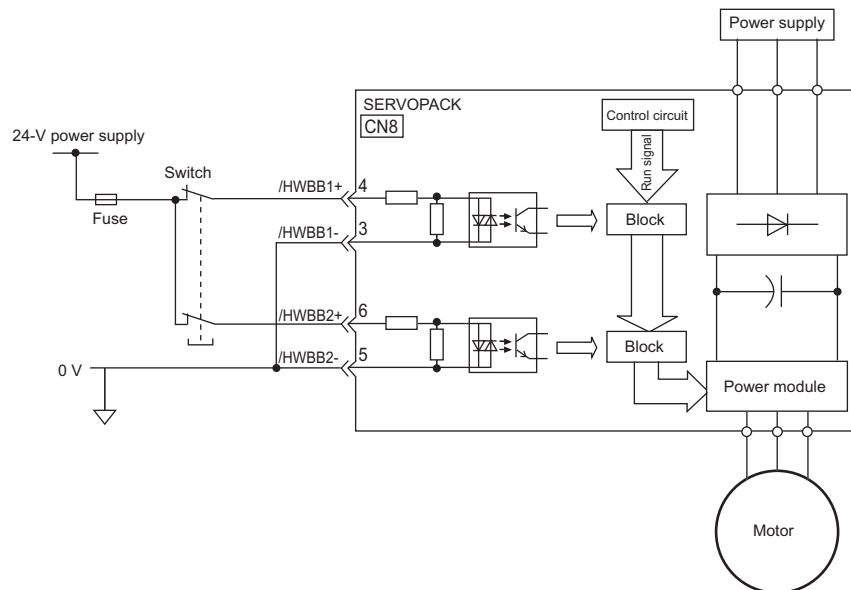 Power supply
SERVOPACK
CN8
Control circuit
24-V power supply
Switch
Run signal
/HWBB1+
4
Fuse
Block
/HWBB1-
3
/HWBB2+
6
Block
/HWBB2-
5
0 V
Power module
Motor